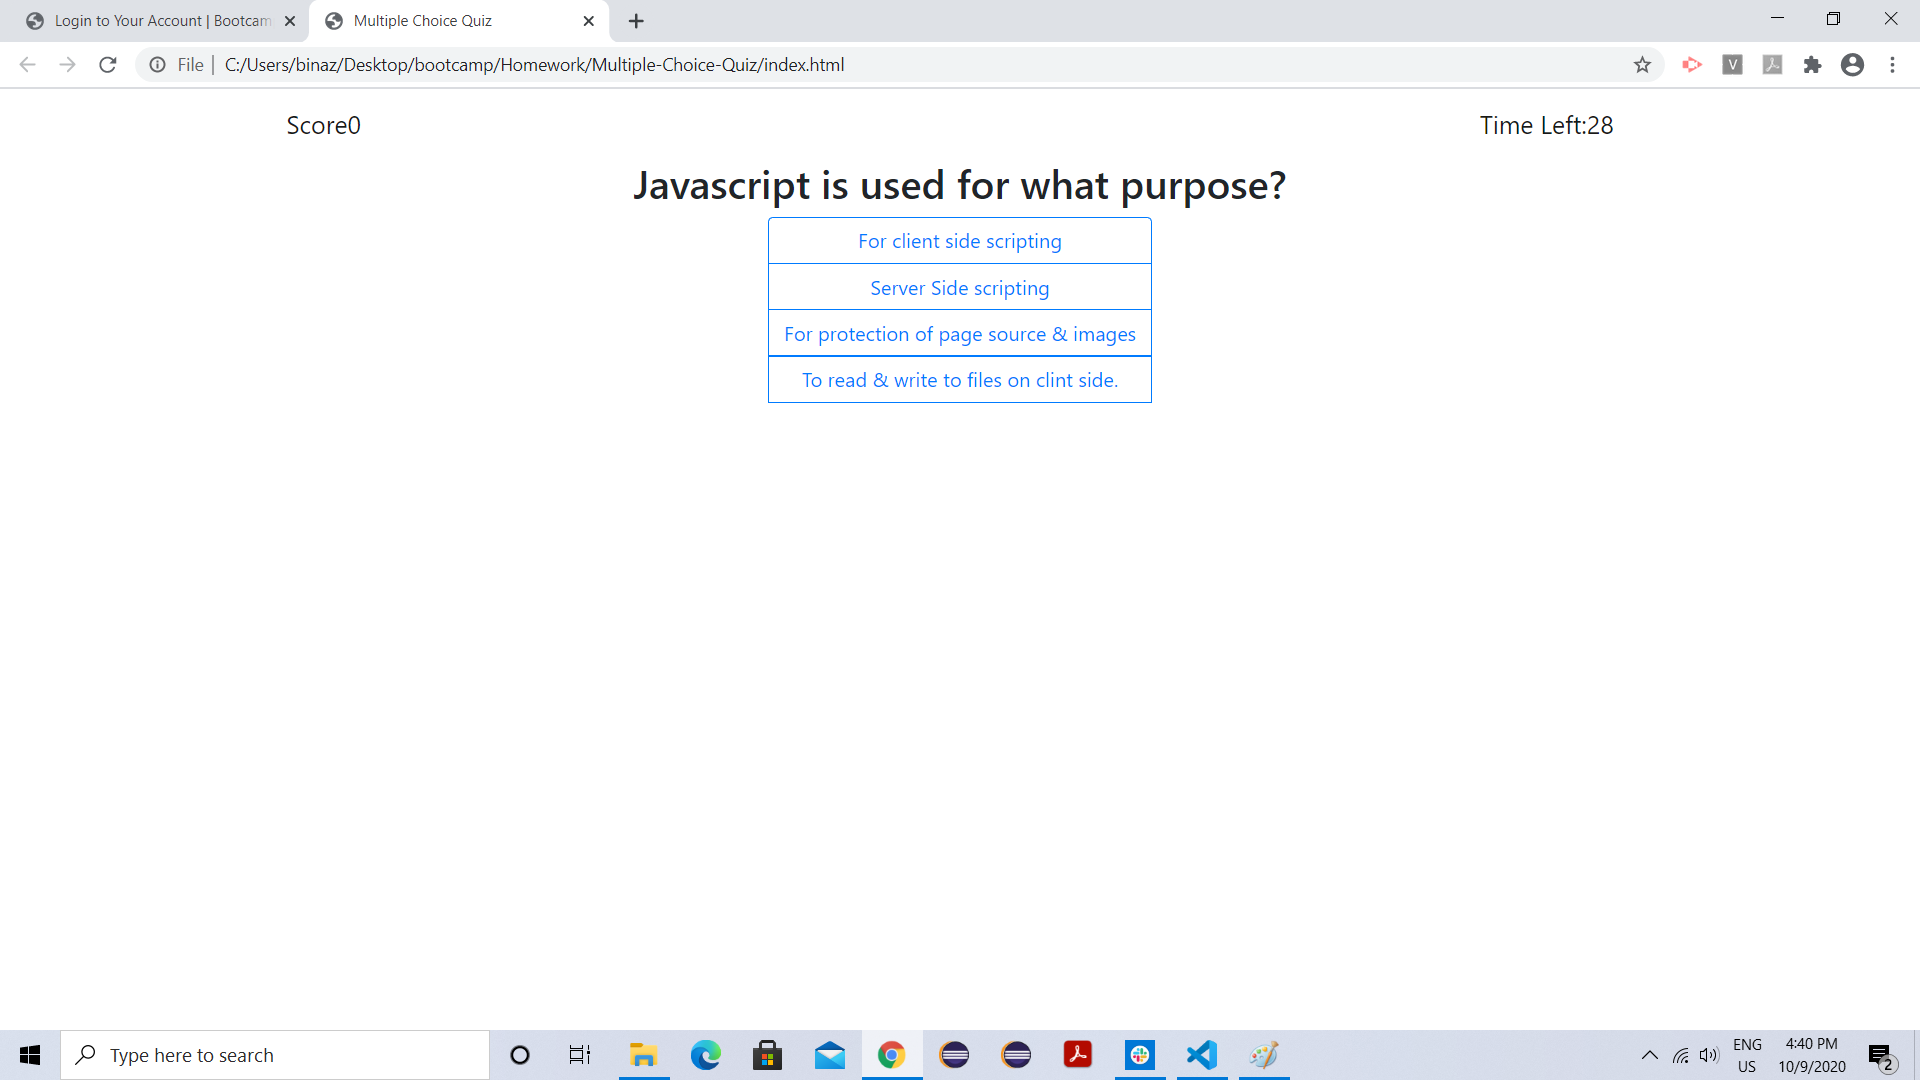 Login to Your Account | Bootcam
Multiple Choice Quiz
File | C:/Users/binaz/Desktop/bootcamp/Homework/Multiple-Choice-Quiz/index.html
V
Score0
Time Left:28
Javascript is used for what purpose?
For client side scripting
Server Side scripting
For protection of page source & images
To read & write to files on clint side.
Type here to search
ENG
US
4:40 PM
10/9/2020
2